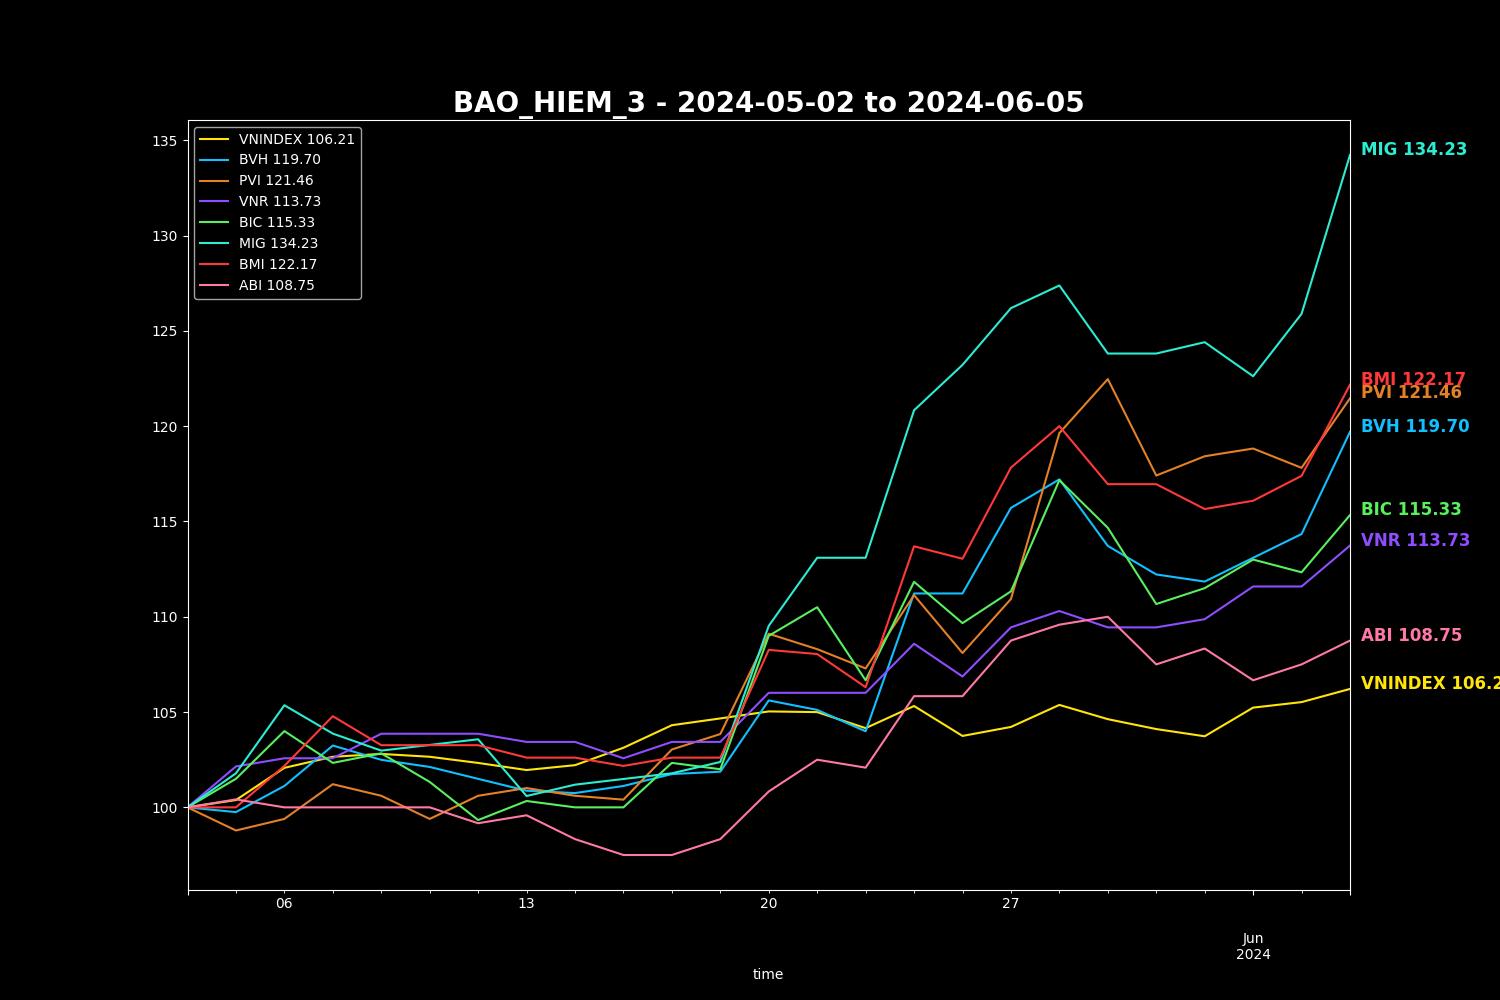 BAO_HIEM_3 - 2024-05-02 to 2024-06-05
VNINDEX 106.21
BVH 119.70
PVI 121.46
VNR 113.73
BIC 115.33
MIG 134.23
BMI 122.17
ABI 108.75
135
130
125
120
115
110
105
100
MIG 134.23
BMI 122.17
PVI 121.46
BVH 119.70
BIC 115.33
VNR 113.73
ABI 108.75
VNINDEX 106.2
06
13
20
27
Jun
2024
time